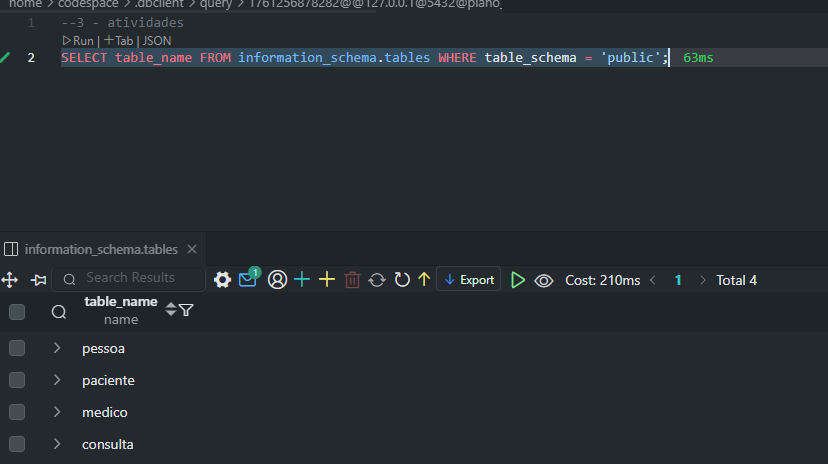 home > codespace > .dbclient > query > 1761256878282@@127.0.0.1@5432@plano
1 --3 - atividades
Run | Tab | JSON
2 SELECT table_name FROM information_schema.tables WHERE table_schema = 'public'; 63ms
information_schema.tables
Search Results 1 Export Cost: 210ms 1 Total 4
table_name
name
pessoa
paciente
medico
consulta